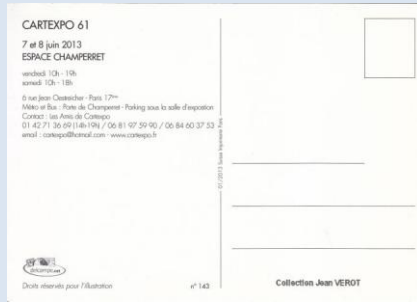 CARTEXPO 61
7 et 8 juin 2013
ESPACE CHAMPERRET
vendredi 10h - 19h
samedi 10h - 18h
6 rue Jean Oestreicher - Paris 17ème
Métro et Bus : Porte de Champerret - Parking sous la salle d'exposition
Contact : Les Amis de Cartexpo
01 42 71 36 69 (14h-19h) / 06 81 97 59 90 / 06 84 60 37 53
email : cartexpo@hotmail.com - www.cartexpo.fr
delcampe.net
Droits réservés pour l'illustration
n° 143
Collection Jean VEROT